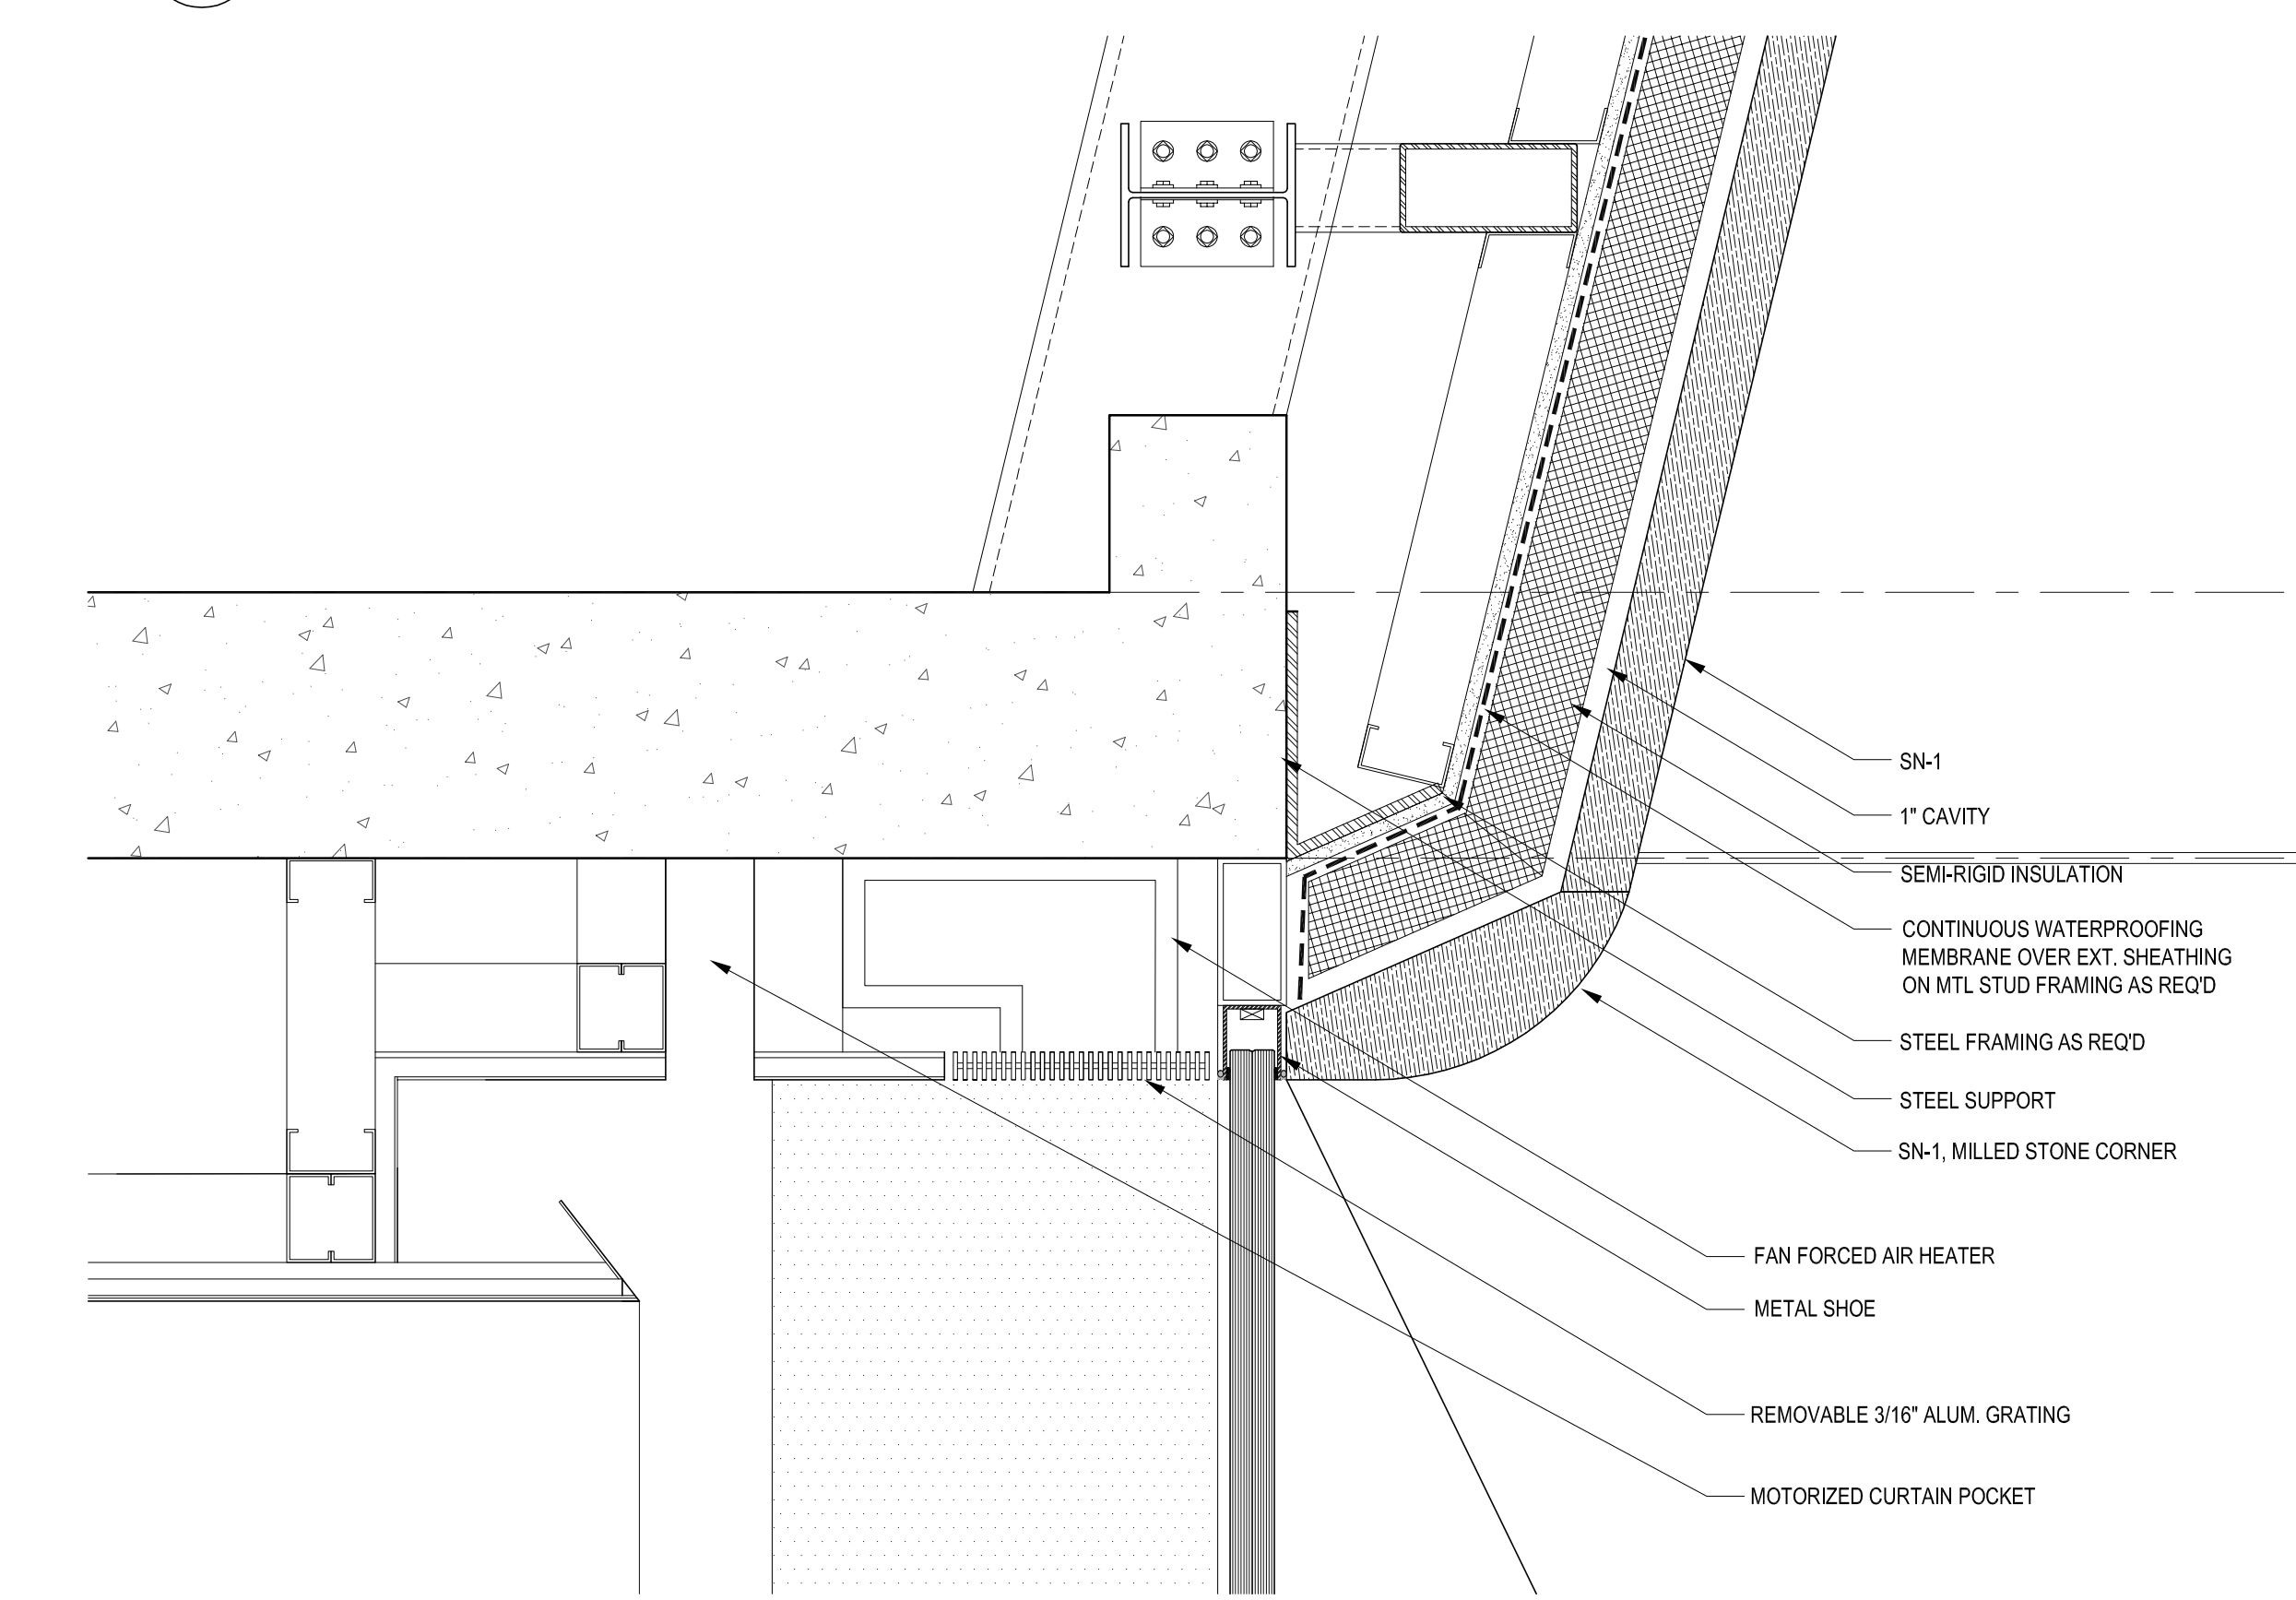 SN-1
1" CAVITY
SEMI-RIGID INSULATION
CONTINUOUS WATERPROOFING
MEMBRANE OVER EXT. SHEATHING
ON MTL STUD FRAMING AS REQ'D
STEEL FRAMING AS REQ'D
STEEL SUPPORT
SN-1, MILLED STONE CORNER
FAN FORCED AIR HEATER
METAL SHOE
REMOVABLE 3/16" ALUM. GRATING
MOTORIZED CURTAIN POCKET